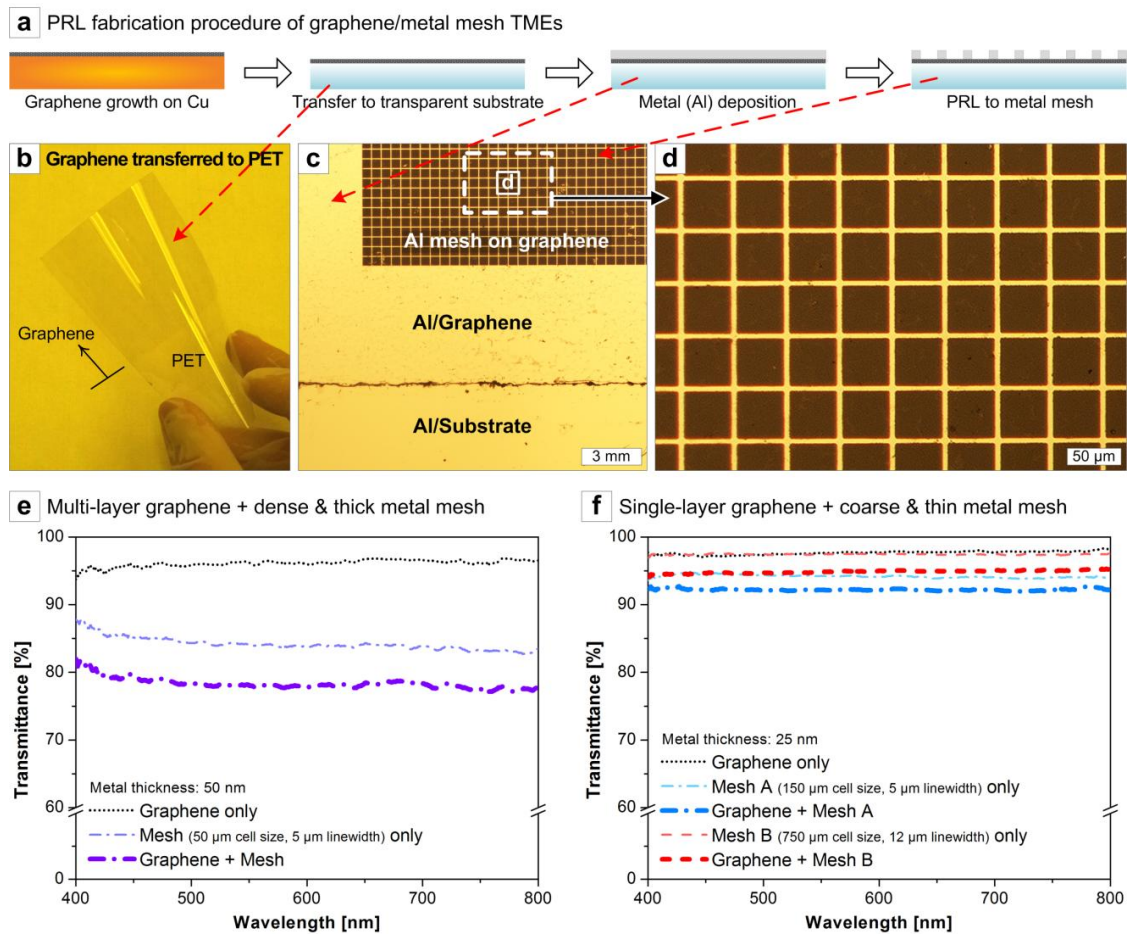 a PRL fabrication procedure of graphene/metal mesh TMEs
Graphene growth on Cu
Transfer to transparent substrate
Metal (Al) deposition
PRL to metal mesh
b Graphene transferred to PET
Graphene
PET
c
d
Al mesh on graphene
Al/Graphene
Al/Substrate
3 mm
d
50 µm
e Multi-layer graphene + dense & thick metal mesh
100
90
80
70
60
0
Transmittance [%]
Metal thickness: 50 nm
Graphene only
Mesh (50 µm cell size, 5 µm linewidth) only
Graphene + Mesh
400 500 600 700 800
Wavelength [nm]
f Single-layer graphene + coarse & thin metal mesh
100
90
80
70
60
0
Transmittance [%]
Metal thickness: 25 nm
Graphene only
Mesh A (150 µm cell size, 5 µm linewidth) only
Graphene + Mesh A
Mesh B (750 µm cell size, 12 µm linewidth) only
Graphene + Mesh B
400 500 600 700 800
Wavelength [nm]